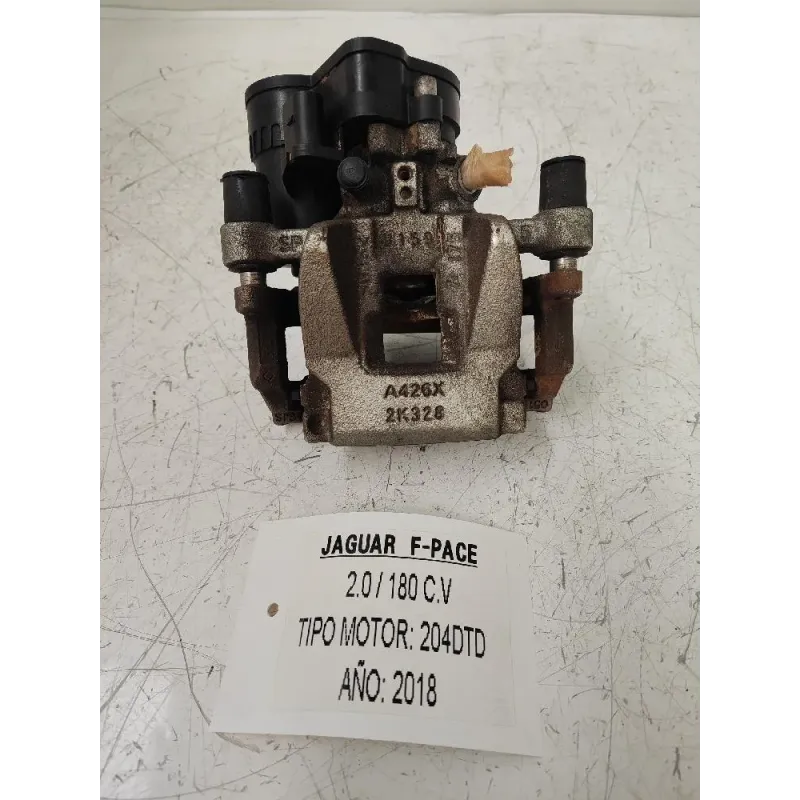 A426X
2K328
JAGUAR F-PACE
2.0 / 180 C.V
TIPO MOTOR: 204DTD
AÑO: 2018